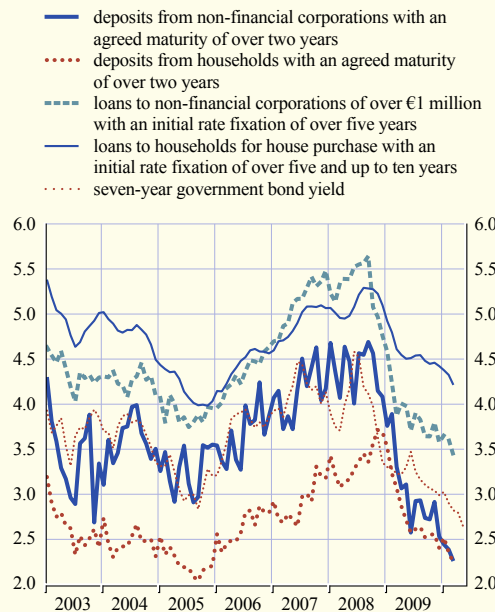 deposits from non-financial corporations with an
agreed maturity of over two years
deposits from households with an agreed maturity
of over two years
loans to non-financial corporations of over €1 million
with an initial rate fixation of over five years
loans to households for house purchase with an
initial rate fixation of over five and up to ten years
seven-year government bond yield
6.0 6.0
5.5 5.5
5.0 5.0
4.5 4.5
4.0 4.0
3.5 3.5
3.0 3.0
2.5 2.5
2.0 2.0
2003 2004 2005 2006 2007 2008 2009